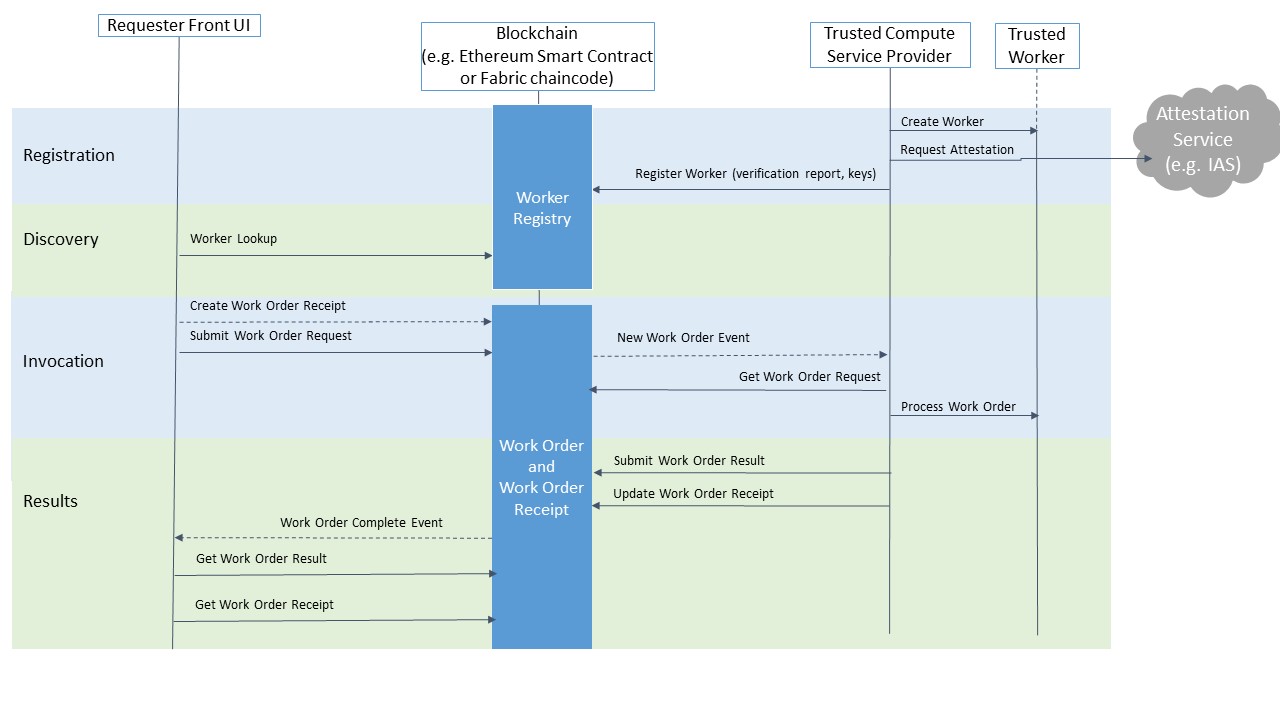 Requester Front UI
Blockchain
(e.g. Ethereum Smart Contract
or Fabric chaincode)
Trusted Compute
Service Provider
Trusted
Worker
Attestation
Service
(e.g. IAS)
Registration
Create Worker
Request Attestation
Register Worker (verification report, keys)
Worker
Registry
Discovery
Worker Lookup
Invocation
Create Work Order Receipt
Submit Work Order Request
New Work Order Event
Get Work Order Request
Process Work Order
Work Order
and
Work Order
Receipt
Results
Submit Work Order Result
Update Work Order Receipt
Work Order Complete Event
Get Work Order Result
Get Work Order Receipt